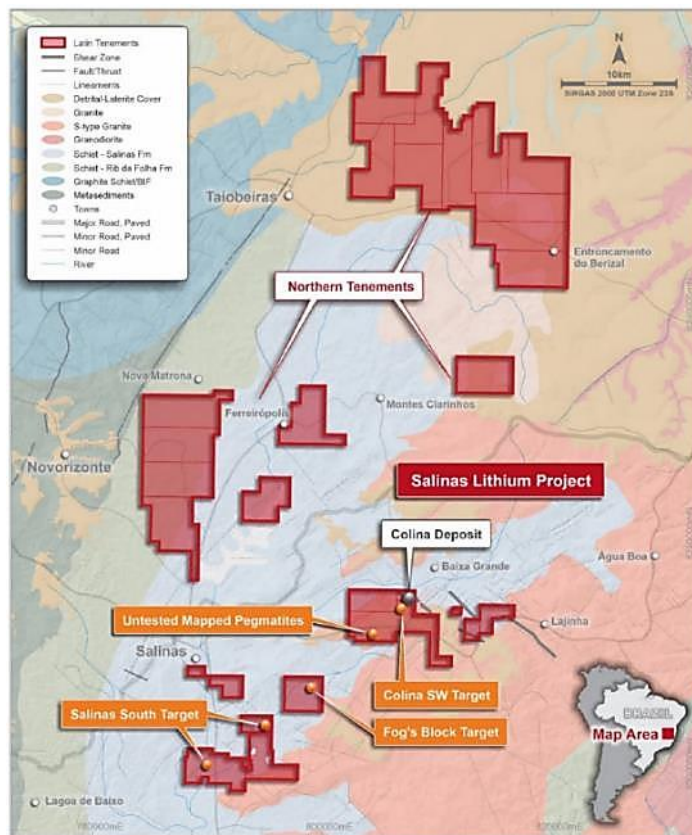 Latin Tenements
Shear Zone
Fault/Thrust
Lineaments
Detrital-Laterite Cover
Granite
S-type Granite
Granodiorite
Schist - Salinas Fm
Schist - Rib da Folha Fm
Graphite Schist/BIF
Metasediments
Towns
Major Road, Paved
Minor Road, Paved
Minor Road
River
N
10km
SIRGAS 2000 UTM Zone 23S
Taiobeiras
Entroncamento
do Berizal
Northern Tenements
Nova Matrona
Ferreirópolis
Montes Clarinhos
Novorizonte
Salinas Lithium Project
Colina Deposit
Baixa Grande
Água Boa
Untested Mapped Pegmatites
Lajinha
Salinas
Colina SW Target
Salinas South Target
Fog's Block Target
BRAZIL
Map Area
Lagoa de Baixo
800000mE
820000mE